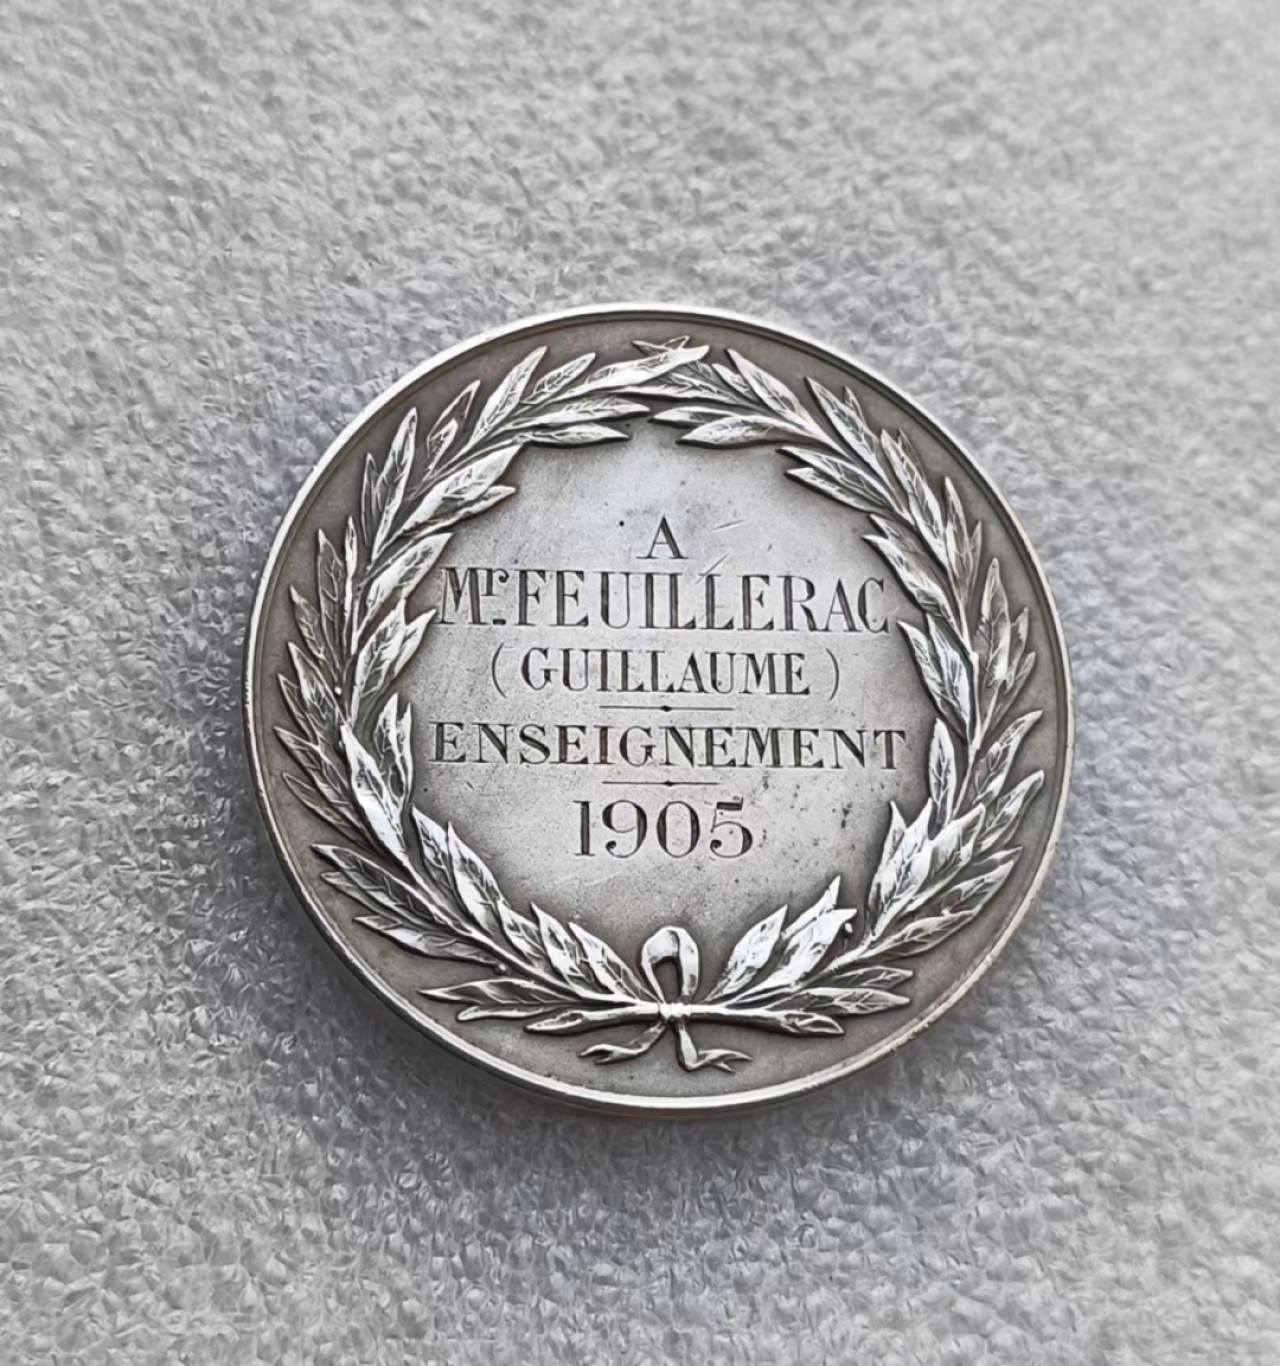 A
Mr. FEUILLERAC
(GUILLAUME)
ENSEIGNEMENT
1905